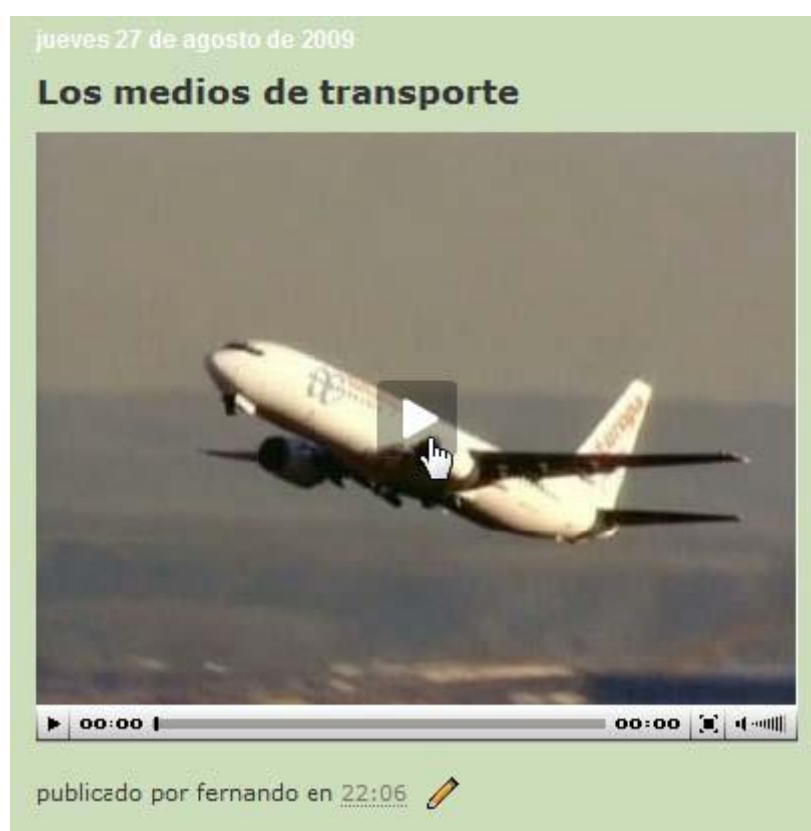 jueves 27 de agosto de 2009
Los medios de transporte
Europa
00:00
00:00
publicado por fernando en 22:06